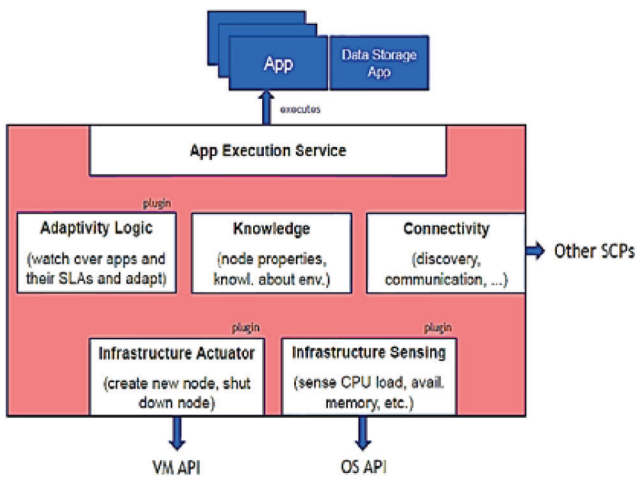 App
Data Storage
App
executes
App Execution Service
plugin
Adaptivity Logic
(watch over apps and
their SLAs and adapt)
Knowledge
(node properties,
knowl. about env.)
Connectivity
(discovery,
communication, ...)
Other SCPs
plugin
Infrastructure Actuator
(create new node, shut
down node)
plugin
Infrastructure Sensing
(sense CPU load, avail.
memory, etc.)
VM API
OS API